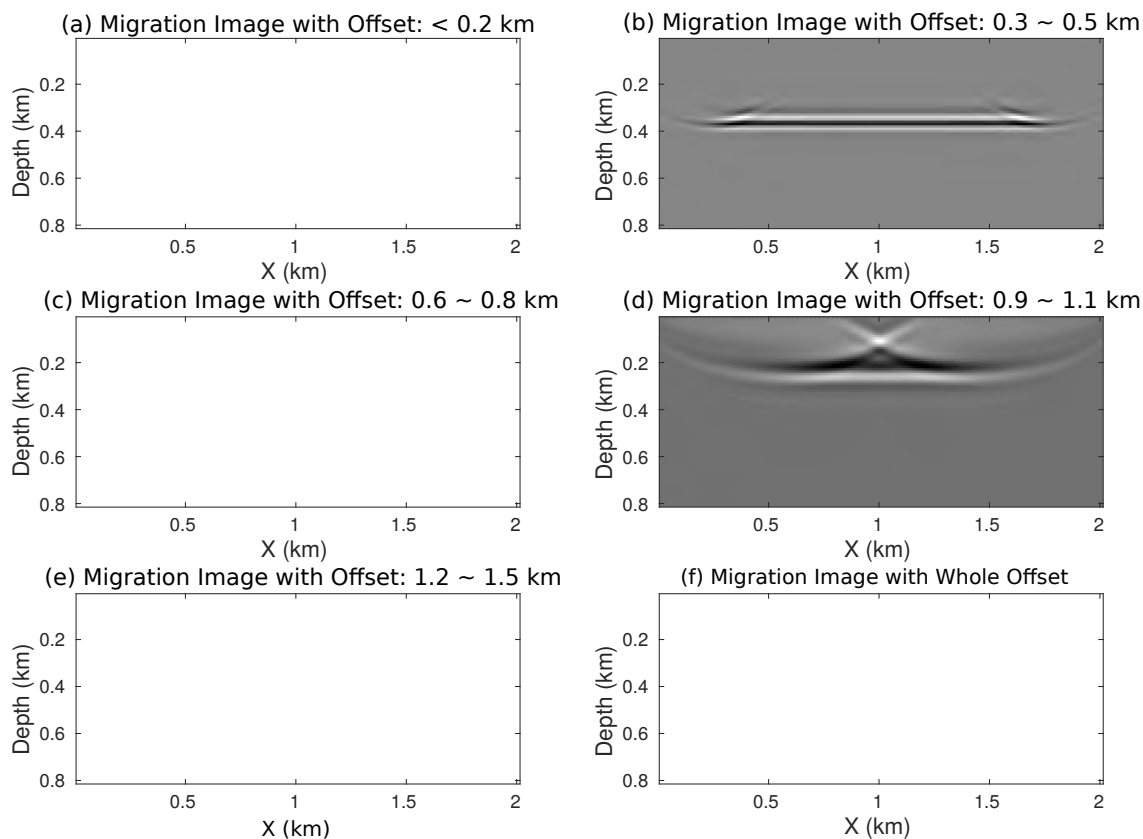 (a) Migration Image with Offset: < 0.2 km
0.2
0.4
0.6
0.8
Depth (km)
0.5 1 1.5 2
X (km)
(b) Migration Image with Offset: 0.3 ~ 0.5 km
0.2
0.4
0.6
0.8
Depth (km)
0.5 1 1.5 2
X (km)
(c) Migration Image with Offset: 0.6 ~ 0.8 km
0.2
0.4
0.6
0.8
Depth (km)
0.5 1 1.5 2
X (km)
(d) Migration Image with Offset: 0.9 ~ 1.1 km
0.2
0.4
0.6
0.8
Depth (km)
0.5 1 1.5 2
X (km)
(e) Migration Image with Offset: 1.2 ~ 1.5 km
0.2
0.4
0.6
0.8
Depth (km)
0.5 1 1.5 2
X (km)
(f) Migration Image with Whole Offset
0.2
0.4
0.6
0.8
Depth (km)
0.5 1 1.5 2
X (km)